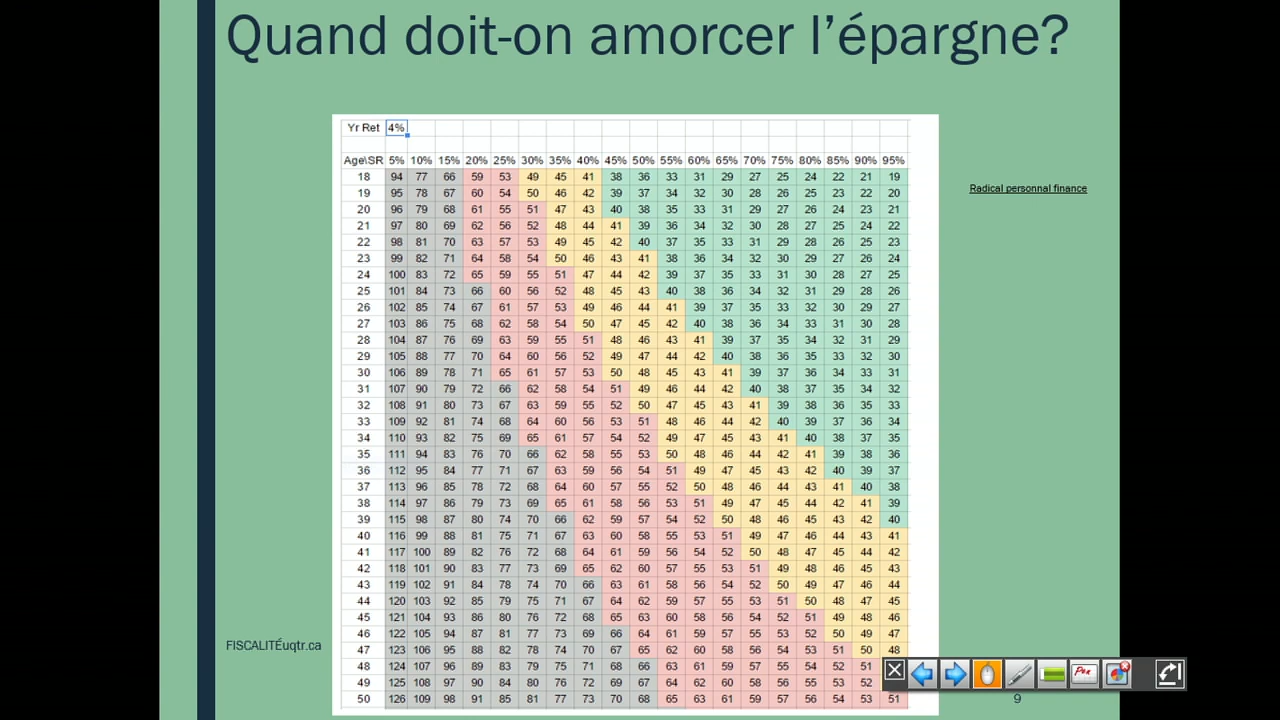 Quand doit-on amorcer l'épargne?
Yr Ret 4%
Age\SR 5% 10% 15% 20% 25% 30% 35% 40% 45% 50% 55% 60% 65% 70% 75% 80% 85% 90% 95%
18 94 77 66 59 53 49 45 41 38 36 33 31 29 27 25 24 22 21 19
19 95 78 67 60 54 50 46 42 39 37 34 32 30 28 26 25 23 22 20
20 96 79 68 61 55 51 47 43 40 38 35 33 31 29 27 26 24 23 21
21 97 80 69 62 56 52 48 44 41 39 36 34 32 30 28 27 25 24 22
22 98 81 70 63 57 53 49 45 42 40 37 35 33 31 29 28 26 25 23
23 99 82 71 64 58 54 50 46 43 41 38 36 34 32 30 29 27 26 24
24 100 83 72 65 59 55 51 47 44 42 39 37 35 33 31 30 28 27 25
25 101 84 73 66 60 56 52 48 45 43 40 38 36 34 32 31 29 28 26
26 102 85 74 67 61 57 53 49 46 44 41 39 37 35 33 32 30 29 27
27 103 86 75 68 62 58 54 50 47 45 42 40 38 36 34 33 31 30 28
28 104 87 76 69 63 59 55 51 48 46 43 41 39 37 35 34 32 31 29
29 105 88 77 70 64 60 56 52 49 47 44 42 40 38 36 35 33 32 30
30 106 89 78 71 65 61 57 53 50 48 45 43 41 39 37 36 34 33 31
31 107 90 79 72 66 62 58 54 51 49 46 44 42 40 38 37 35 34 32
32 108 91 80 73 67 63 59 55 52 50 47 45 43 41 39 38 36 35 33
33 109 92 81 74 68 64 60 56 53 51 48 46 44 42 40 39 37 36 34
34 110 93 82 75 69 65 61 57 54 52 49 47 45 43 41 40 38 37 35
35 111 94 83 76 70 66 62 58 55 53 50 48 46 44 42 41 39 38 36
36 112 95 84 77 71 67 63 59 56 54 51 49 47 45 43 42 40 39 37
37 113 96 85 78 72 68 64 60 57 55 52 50 48 46 44 43 41 40 38
38 114 97 86 79 73 69 65 61 58 56 53 51 49 47 45 44 42 41 39
39 115 98 87 80 74 70 66 62 59 57 54 52 50 48 46 45 43 42 40
40 116 99 88 81 75 71 67 63 60 58 55 53 51 49 47 46 44 43 41
41 117 100 89 82 76 72 68 64 61 59 56 54 52 50 48 47 45 44 42
42 118 101 90 83 77 73 69 65 62 60 57 55 53 51 49 48 46 45 43
43 119 102 91 84 78 74 70 66 63 61 58 56 54 52 50 49 47 46 44
44 120 103 92 85 79 75 71 67 64 62 59 57 55 53 51 50 48 47 45
45 121 104 93 86 80 76 72 68 65 63 60 58 56 54 52 51 49 48 46
46 122 105 94 87 81 77 73 69 66 64 61 59 57 55 53 52 50 49 47
47 123 106 95 88 82 78 74 70 67 65 62 60 58 56 54 53 51 50 48
48 124 107 96 89 83 79 75 71 68 66 63 61 59 57 55 54 52 51
49 125 108 97 90 84 80 76 72 69 67 64 62 60 58 56 55 53 52
50 126 109 98 91 85 81 77 73 70 68 65 63 61 59 57 56 54 53 51
Radical personnal finance
FISCALITÉuqtr.ca
Pen
9